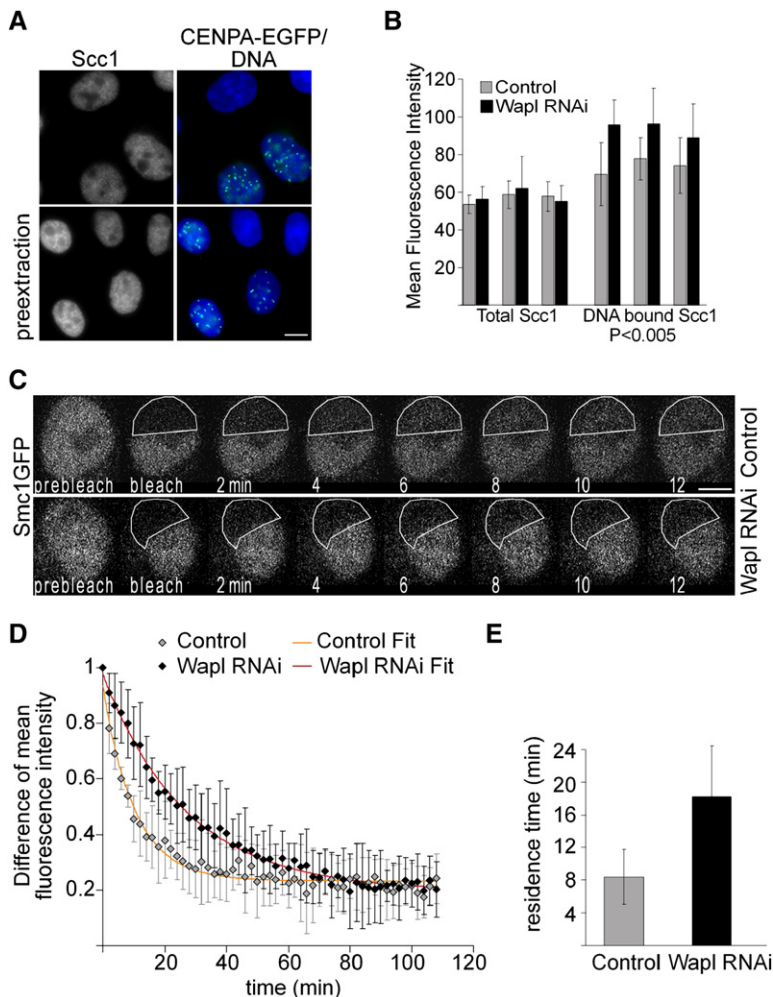 A
Scc1
CENPA-EGFP/
DNA
preextraction
B
Mean Fluorescence Intensity
120
100
80
60
40
20
Control
Wapl RNAi
Total Scc1
DNA bound Scc1
P<0.005
C
Smc1GFP
prebleach bleach 2 min 4 6 8 10 12
Control
prebleach bleach 2 min 4 6 8 10 12
Wapl RNAi
D
Control
Control Fit
Wapl RNAi
Wapl RNAi Fit
Difference of mean
fluorescence intensity
1
0.8
0.6
0.4
0.2
0 20 40 60 80 100 120
time (min)
E
residence time (min)
24
20
16
12
8
4
Control Wapl RNAi